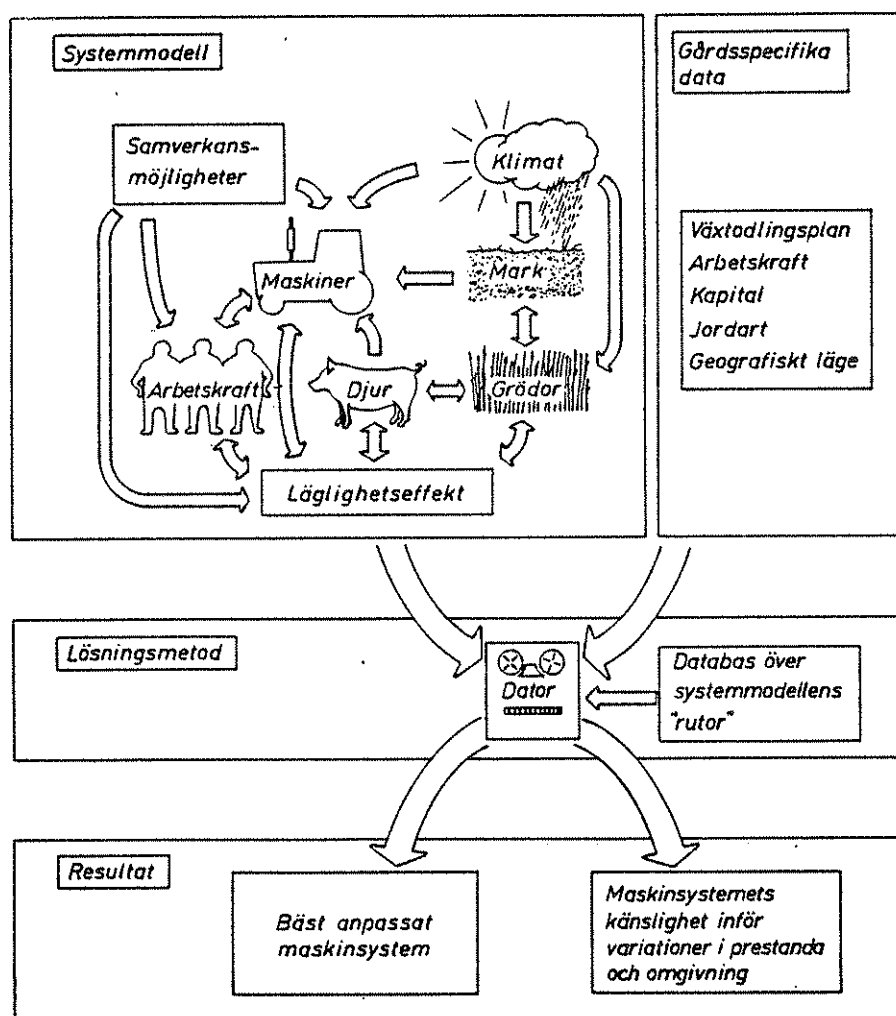 Systemmodell
Samverkans-
möjligheter
Klimat
Maskiner
Mark
Arbetskraft
Djur
Grödor
Läglighetseffekt
Gårdsspecifika
data
Växtodlingsplan
Arbetskraft
Kapital
Jordart
Geografiskt läge
Lösningsmetod
Dator
Databas över
systemmodellens
"rutor"
Resultat
Bäst anpassat
maskinsystem
Maskinsystemets
känslighet inför
variationer i prestanda
och omgivning